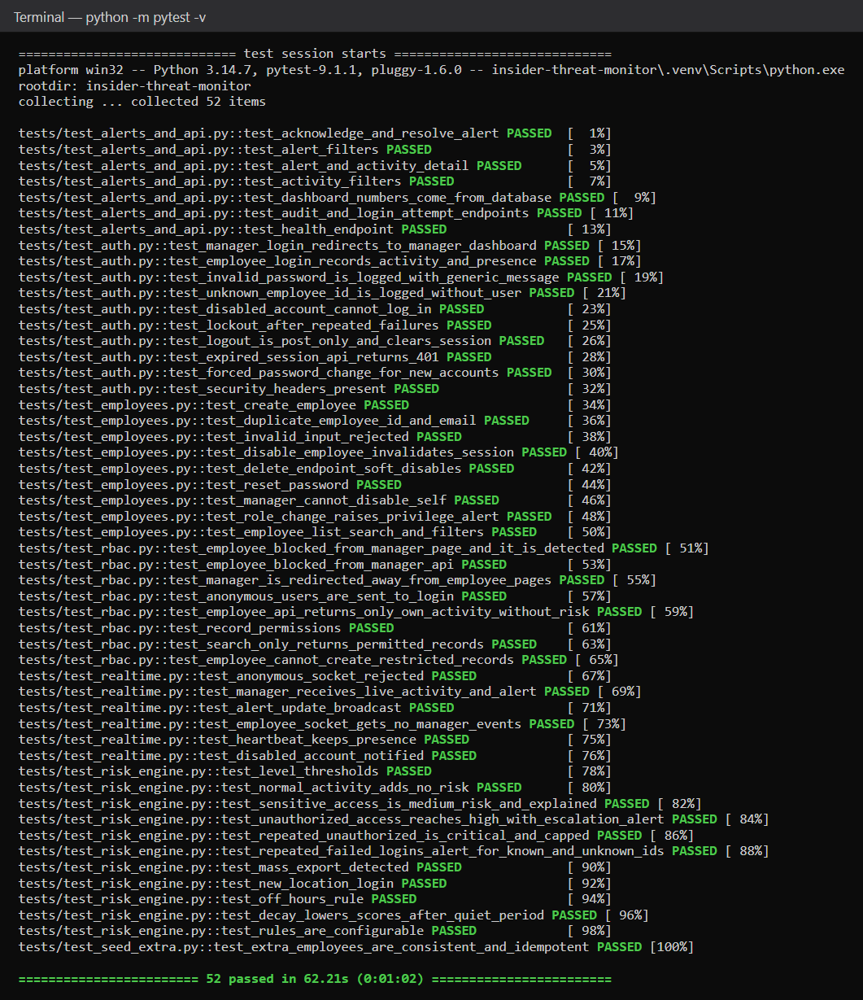 Terminal — python -m pytest -v
============================= test session starts =============================
platform win32 -- Python 3.14.7, pytest-9.1.1, pluggy-1.6.0 -- insider-threat-monitor\.venv\Scripts\python.exe
rootdir: insider-threat-monitor
collecting ... collected 52 items
tests/test_alerts_and_api.py::test_acknowledge_and_resolve_alert PASSED  [  1%]
tests/test_alerts_and_api.py::test_alert_filters PASSED                  [  3%]
tests/test_alerts_and_api.py::test_alert_and_activity_detail PASSED      [  5%]
tests/test_alerts_and_api.py::test_activity_filters PASSED               [  7%]
tests/test_alerts_and_api.py::test_dashboard_numbers_come_from_database PASSED [  9%]
tests/test_alerts_and_api.py::test_audit_and_login_attempt_endpoints PASSED [ 11%]
tests/test_alerts_and_api.py::test_health_endpoint PASSED                [ 13%]
tests/test_auth.py::test_manager_login_redirects_to_manager_dashboard PASSED [ 15%]
tests/test_auth.py::test_employee_login_records_activity_and_presence PASSED [ 17%]
tests/test_auth.py::test_invalid_password_is_logged_with_generic_message PASSED [ 19%]
tests/test_auth.py::test_unknown_employee_id_is_logged_without_user PASSED [ 21%]
tests/test_auth.py::test_disabled_account_cannot_log_in PASSED           [ 23%]
tests/test_auth.py::test_lockout_after_repeated_failures PASSED          [ 25%]
tests/test_auth.py::test_logout_is_post_only_and_clears_session PASSED   [ 26%]
tests/test_auth.py::test_expired_session_api_returns_401 PASSED          [ 28%]
tests/test_auth.py::test_forced_password_change_for_new_accounts PASSED  [ 30%]
tests/test_auth.py::test_security_headers_present PASSED                 [ 32%]
tests/test_employees.py::test_create_employee PASSED                     [ 34%]
tests/test_employees.py::test_duplicate_employee_id_and_email PASSED     [ 36%]
tests/test_employees.py::test_invalid_input_rejected PASSED              [ 38%]
tests/test_employees.py::test_disable_employee_invalidates_session PASSED [ 40%]
tests/test_employees.py::test_delete_endpoint_soft_disables PASSED       [ 42%]
tests/test_employees.py::test_reset_password PASSED                      [ 44%]
tests/test_employees.py::test_manager_cannot_disable_self PASSED         [ 46%]
tests/test_employees.py::test_role_change_raises_privilege_alert PASSED  [ 48%]
tests/test_employees.py::test_employee_list_search_and_filters PASSED    [ 50%]
tests/test_rbac.py::test_employee_blocked_from_manager_page_and_it_is_detected PASSED [ 51%]
tests/test_rbac.py::test_employee_blocked_from_manager_api PASSED        [ 53%]
tests/test_rbac.py::test_manager_is_redirected_away_from_employee_pages PASSED [ 55%]
tests/test_rbac.py::test_anonymous_users_are_sent_to_login PASSED        [ 57%]
tests/test_rbac.py::test_employee_api_returns_only_own_activity_without_risk PASSED [ 59%]
tests/test_rbac.py::test_record_permissions PASSED                       [ 61%]
tests/test_rbac.py::test_search_only_returns_permitted_records PASSED    [ 63%]
tests/test_rbac.py::test_employee_cannot_create_restricted_records PASSED [ 65%]
tests/test_realtime.py::test_anonymous_socket_rejected PASSED            [ 67%]
tests/test_realtime.py::test_manager_receives_live_activity_and_alert PASSED [ 69%]
tests/test_realtime.py::test_alert_update_broadcast PASSED               [ 71%]
tests/test_realtime.py::test_employee_socket_gets_no_manager_events PASSED [ 73%]
tests/test_realtime.py::test_heartbeat_keeps_presence PASSED             [ 75%]
tests/test_realtime.py::test_disabled_account_notified PASSED            [ 76%]
tests/test_risk_engine.py::test_level_thresholds PASSED                  [ 78%]
tests/test_risk_engine.py::test_normal_activity_adds_no_risk PASSED      [ 80%]
tests/test_risk_engine.py::test_sensitive_access_is_medium_risk_and_explained PASSED [ 82%]
tests/test_risk_engine.py::test_unauthorized_access_reaches_high_with_escalation_alert PASSED [ 84%]
tests/test_risk_engine.py::test_repeated_unauthorized_is_critical_and_capped PASSED [ 86%]
tests/test_risk_engine.py::test_repeated_failed_logins_alert_for_known_and_unknown_ids PASSED [ 88%]
tests/test_risk_engine.py::test_mass_export_detected PASSED              [ 90%]
tests/test_risk_engine.py::test_new_location_login PASSED                [ 92%]
tests/test_risk_engine.py::test_off_hours_rule PASSED                    [ 94%]
tests/test_risk_engine.py::test_decay_lowers_scores_after_quiet_period PASSED [ 96%]
tests/test_risk_engine.py::test_rules_are_configurable PASSED            [ 98%]
tests/test_seed_extra.py::test_extra_employees_are_consistent_and_idempotent PASSED [100%]
======================== 52 passed in 62.21s (0:01:02) ========================